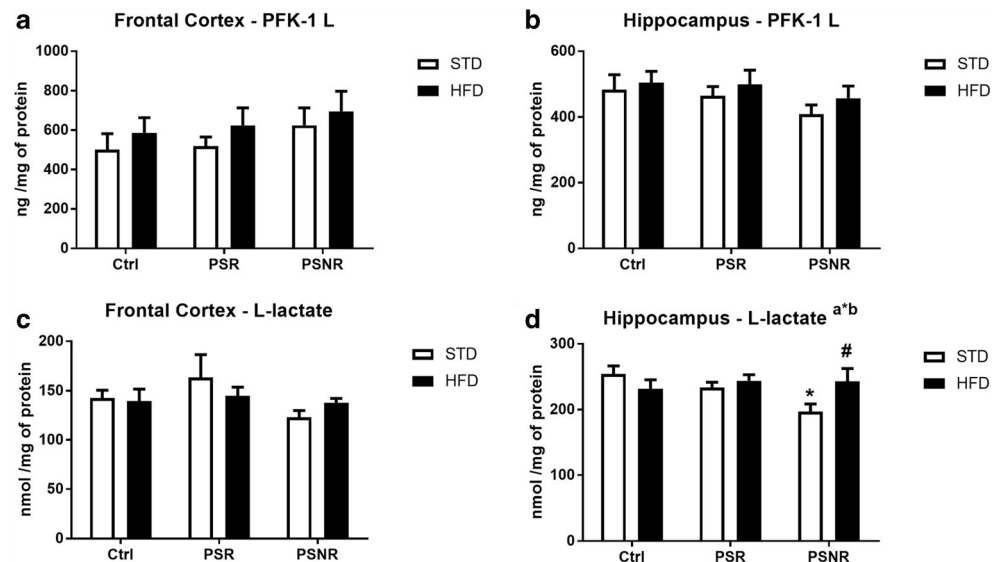 a Frontal Cortex - PFK-1 L
ng /mg of protein
1000
800
600
400
200
0
Ctrl PSR PSNR
STD
HFD
b Hippocampus - PFK-1 L
ng /mg of protein
600
400
200
0
Ctrl PSR PSNR
STD
HFD
c Frontal Cortex - L-lactate
nmol /mg of protein
200
150
100
50
0
Ctrl PSR PSNR
STD
HFD
d Hippocampus - L-lactate a*b
nmol /mg of protein
300
200
100
0
* #
Ctrl PSR PSNR
STD
HFD